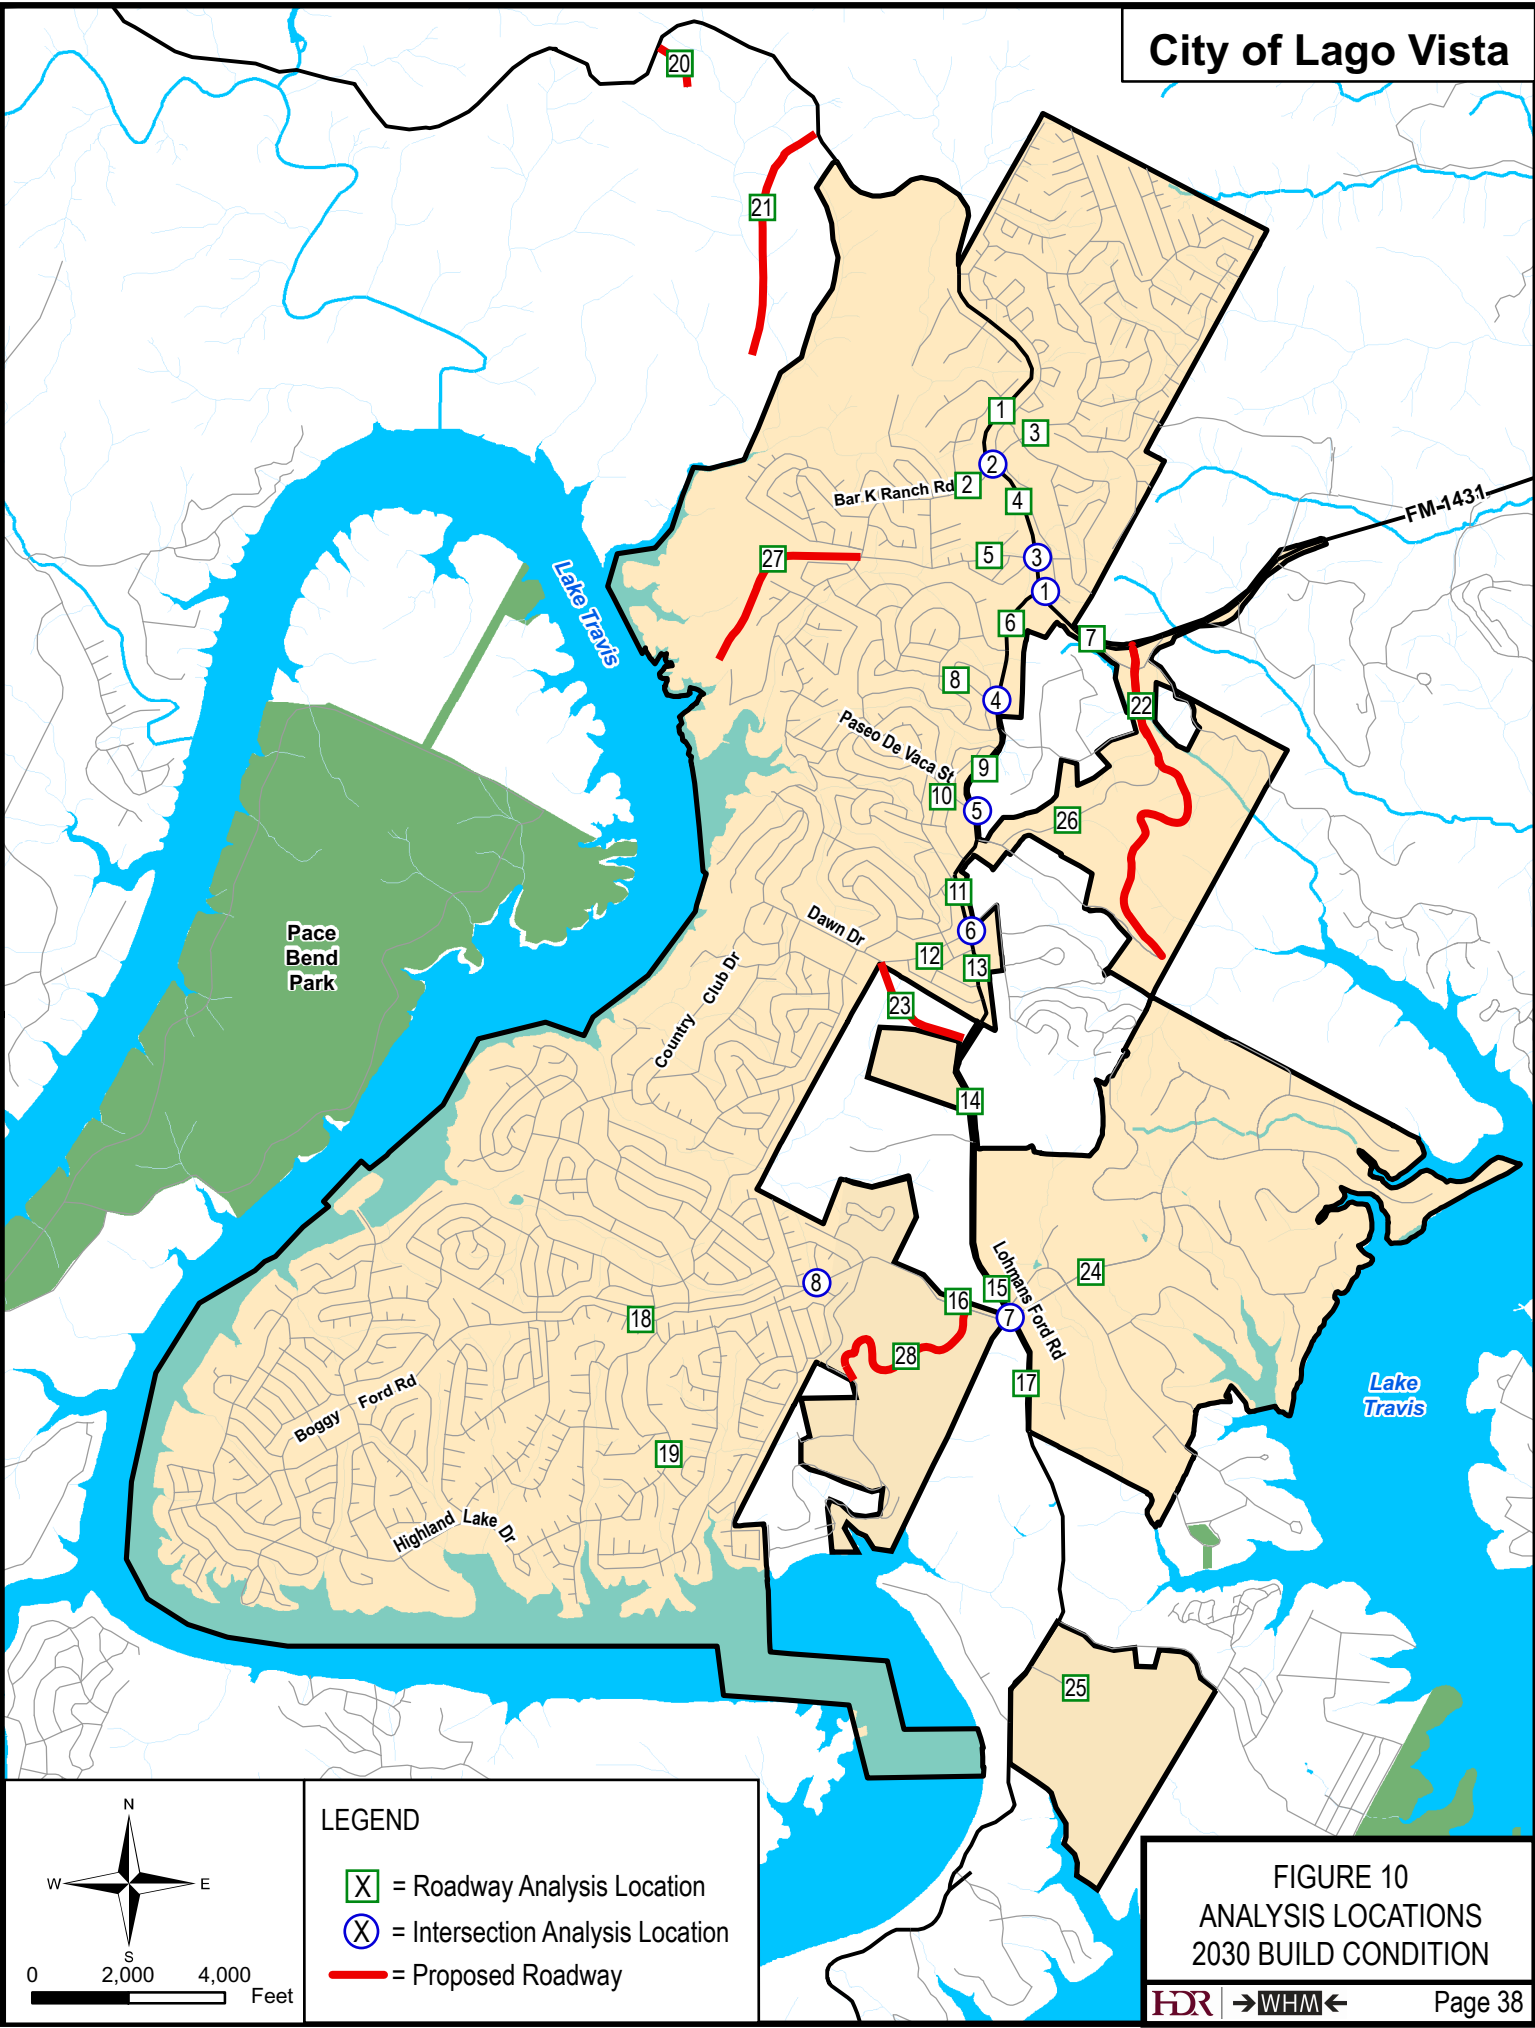 City of Lago Vista
20
21
1
3
2
2
Bar K Ranch Rd
4
FM-1431
27
5
3
1
Lake Travis
6
7
8
4
22
Paseo De Vaca St
9
10
5
26
11
Dawn Dr
6
12
13
Pace
Bend
Park
Country Club Dr
23
14
Lohmans Ford Rd
24
8
15
16
7
18
28
17
Lake
Travis
Boggy Ford Rd
19
Highland Lake Dr
25
N
W E
S
0 2,000 4,000
Feet
LEGEND
X = Roadway Analysis Location
X = Intersection Analysis Location
= Proposed Roadway
FIGURE 10
ANALYSIS LOCATIONS
2030 BUILD CONDITION
HDR WHM Page 38